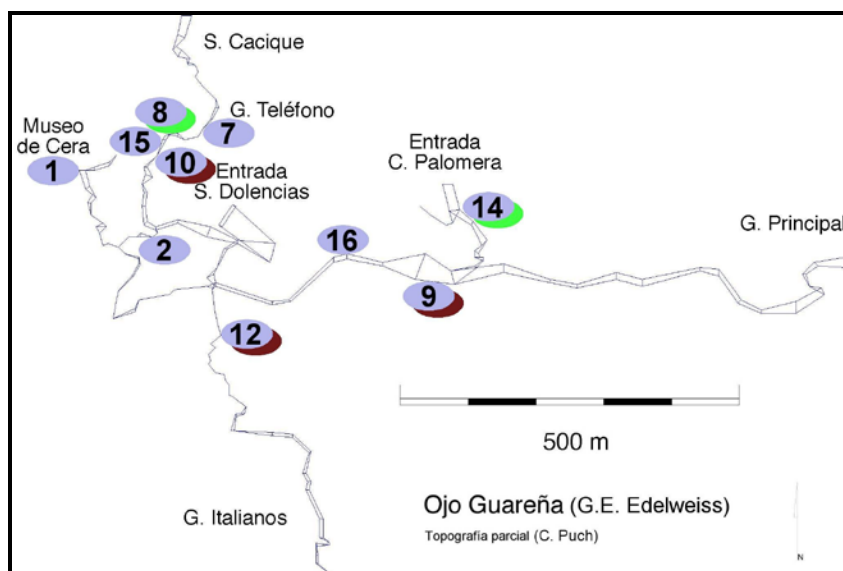 S. Cacique
8
G. Teléfono
7
Museo
de Cera
15
1
10
Entrada
S. Dolencias
Entrada
C. Palomera
14
G. Principal
2
16
9
12
500 m
G. Italianos
Ojo Guareña (G.E. Edelweiss)
Topografía parcial (C. Puch)
N